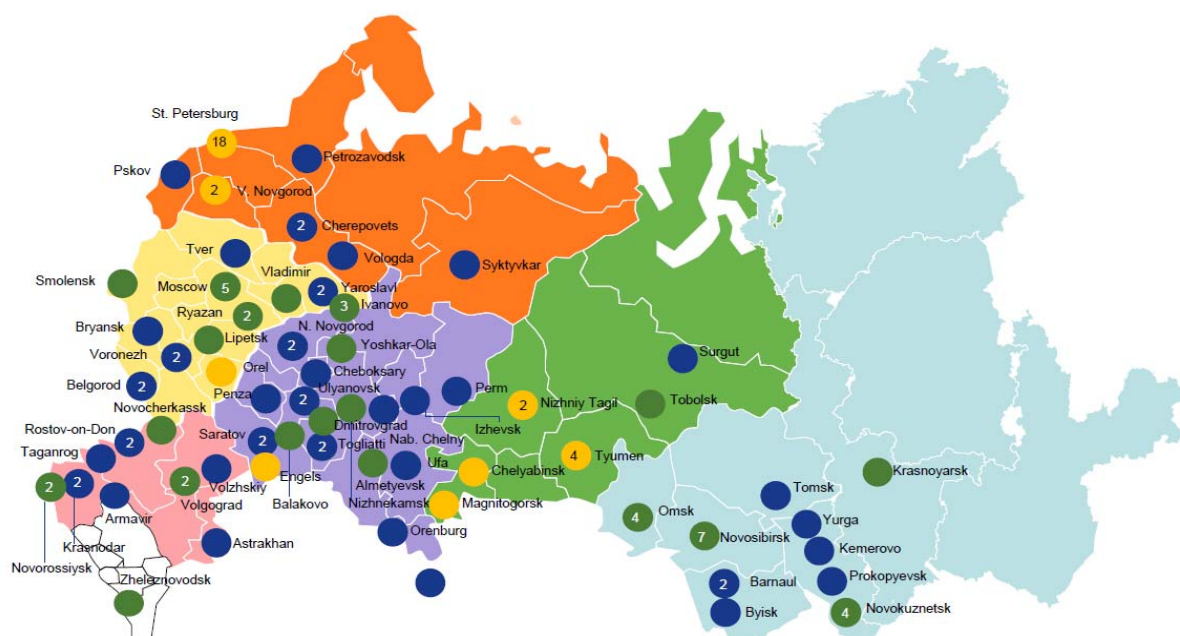 St. Petersburg
18
Petrozavodsk
Pskov
2
V. Novgorod
2
Cherepovets
Tver
Vologda
Syktyvkar
Smolensk
Vladimir
Moscow
5
2
Yaroslavl
Ryazan
2
3
Ivanovo
Bryansk
Lipetsk
N. Novgorod
2
Yoshkar-Ola
Surgut
Voronezh
2
Orel
Cheboksary
Belgorod
2
Penza
2
Ulyanovsk
Perm
2
Nizhniy Tagil
Tobolsk
Novocherkassk
Dmitrovgrad
Izhevsk
Rostov-on-Don
2
Saratov
2
2
Togliatti
Nab. Chelny
4
Tyumen
Taganrog
Ufa
Chelyabinsk
Krasnoyarsk
2
2
2
Volzhskiy
Engels
Almetyevsk
Volgograd
Balakovo
Nizhnekamsk
Magnitogorsk
Tomsk
Armavir
4
Omsk
Yurga
Krasnodar
Astrakhan
Orenburg
7
Novosibirsk
Kemerovo
Novorossiysk
Zheleznovodsk
2
Barnaul
Prokopyevsk
Byisk
4
Novokuznetsk